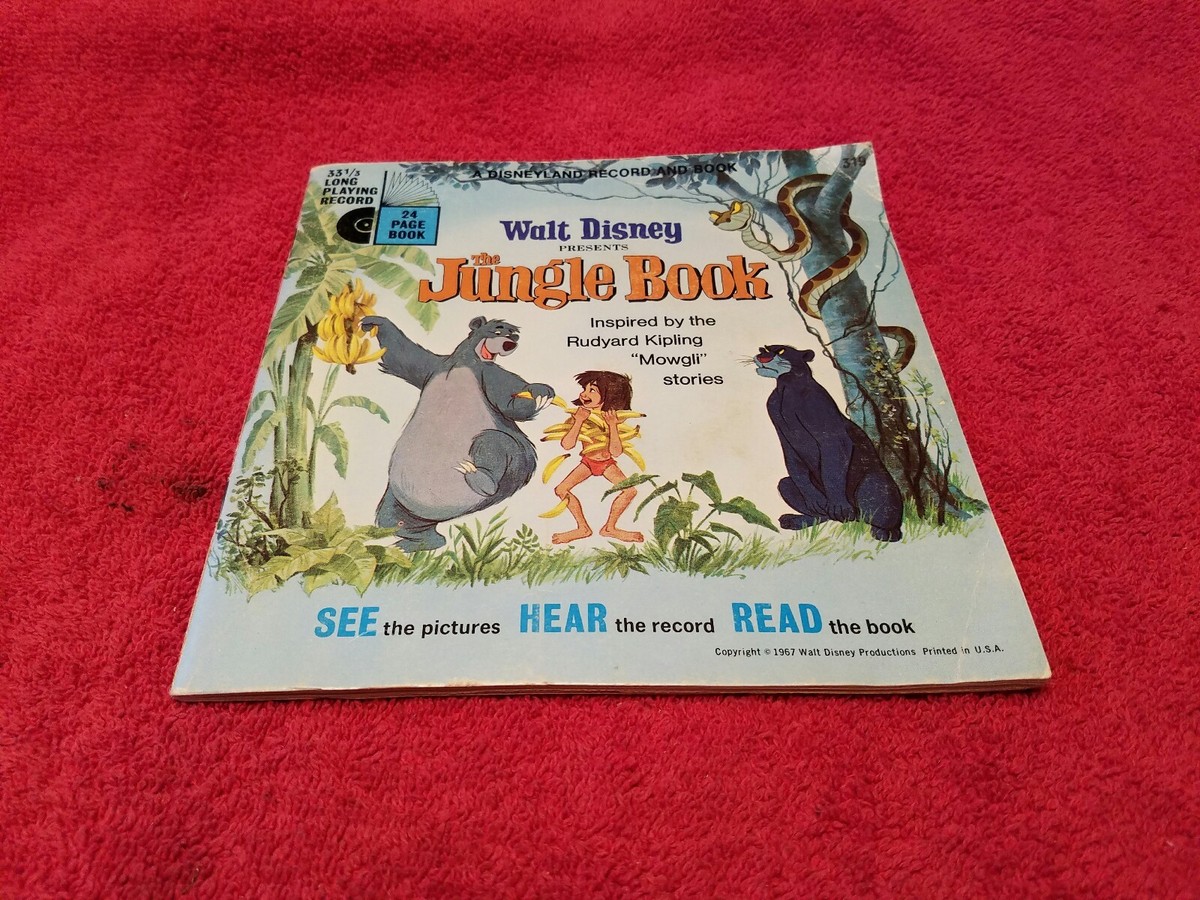 33 1/3
LONG
PLAYING
RECORD
24
PAGE
BOOK
A DISNEYLAND RECORD AND BOOK
319
Walt Disney
PRESENTS
The
Jungle Book
Inspired by the
Rudyard Kipling
"Mowgli"
stories
SEE the pictures HEAR the record READ the book
Copyright © 1967 Walt Disney Productions Printed in U.S.A.